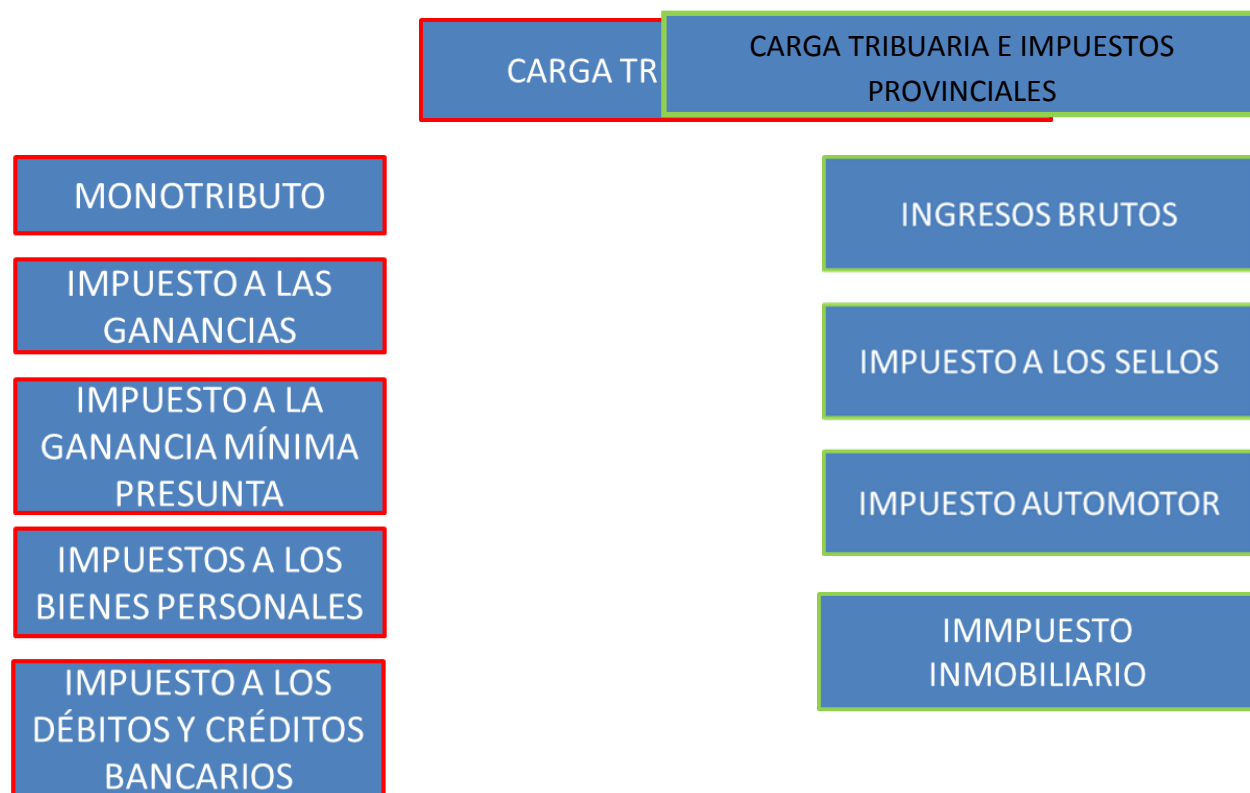 CARGA TR
CARGA TRIBUARIA E IMPUESTOS
PROVINCIALES
MONOTRIBUTO
IMPUESTO A LAS
GANANCIAS
IMPUESTO A LA
GANANCIA MÍNIMA
PRESUNTA
IMPUESTOS A LOS
BIENES PERSONALES
IMPUESTO A LOS
DÉBITOS Y CRÉDITOS
BANCARIOS
INGRESOS BRUTOS
IMPUESTO A LOS SELLOS
IMPUESTO AUTOMOTOR
IMMPUESTO
INMOBILIARIO